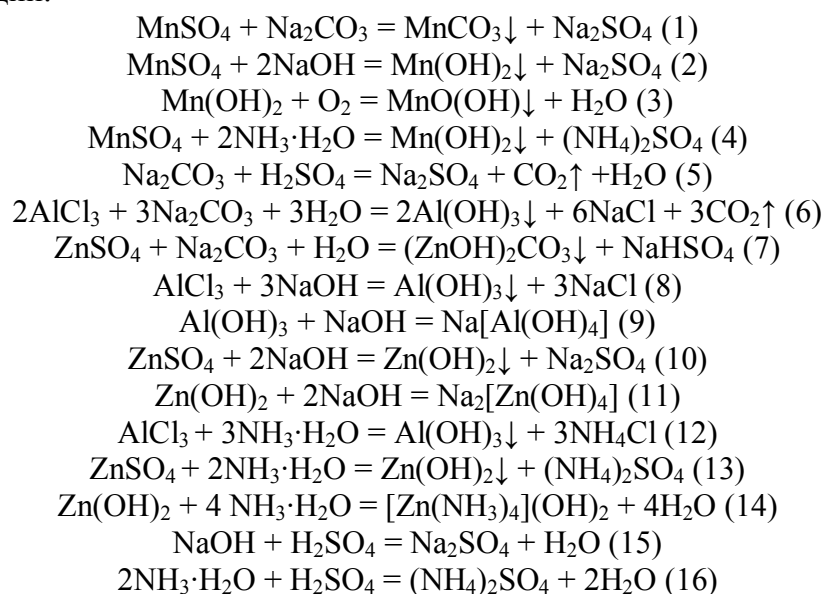 MnSO₄ + Na₂CO₃ = MnCO₃↓ + Na₂SO₄ (1)
MnSO₄ + 2NaOH = Mn(OH)₂↓ + Na₂SO₄ (2)
Mn(OH)₂ + O₂ = MnO(OH)↓ + H₂O (3)
MnSO₄ + 2NH₃·H₂O = Mn(OH)₂↓ + (NH₄)₂SO₄ (4)
Na₂CO₃ + H₂SO₄ = Na₂SO₄ + CO₂↑ +H₂O (5)
2AlCl₃ + 3Na₂CO₃ + 3H₂O = 2Al(OH)₃↓ + 6NaCl + 3CO₂↑ (6)
ZnSO₄ + Na₂CO₃ + H₂O = (ZnOH)₂CO₃↓ + NaHSO₄ (7)
AlCl₃ + 3NaOH = Al(OH)₃↓ + 3NaCl (8)
Al(OH)₃ + NaOH = Na[Al(OH)₄] (9)
ZnSO₄ + 2NaOH = Zn(OH)₂↓ + Na₂SO₄ (10)
Zn(OH)₂ + 2NaOH = Na₂[Zn(OH)₄] (11)
AlCl₃ + 3NH₃·H₂O = Al(OH)₃↓ + 3NH₄Cl (12)
ZnSO₄ + 2NH₃·H₂O = Zn(OH)₂↓ + (NH₄)₂SO₄ (13)
Zn(OH)₂ + 4 NH₃·H₂O = [Zn(NH₃)₄](OH)₂ + 4H₂O (14)
NaOH + H₂SO₄ = Na₂SO₄ + H₂O (15)
2NH₃·H₂O + H₂SO₄ = (NH₄)₂SO₄ + 2H₂O (16)